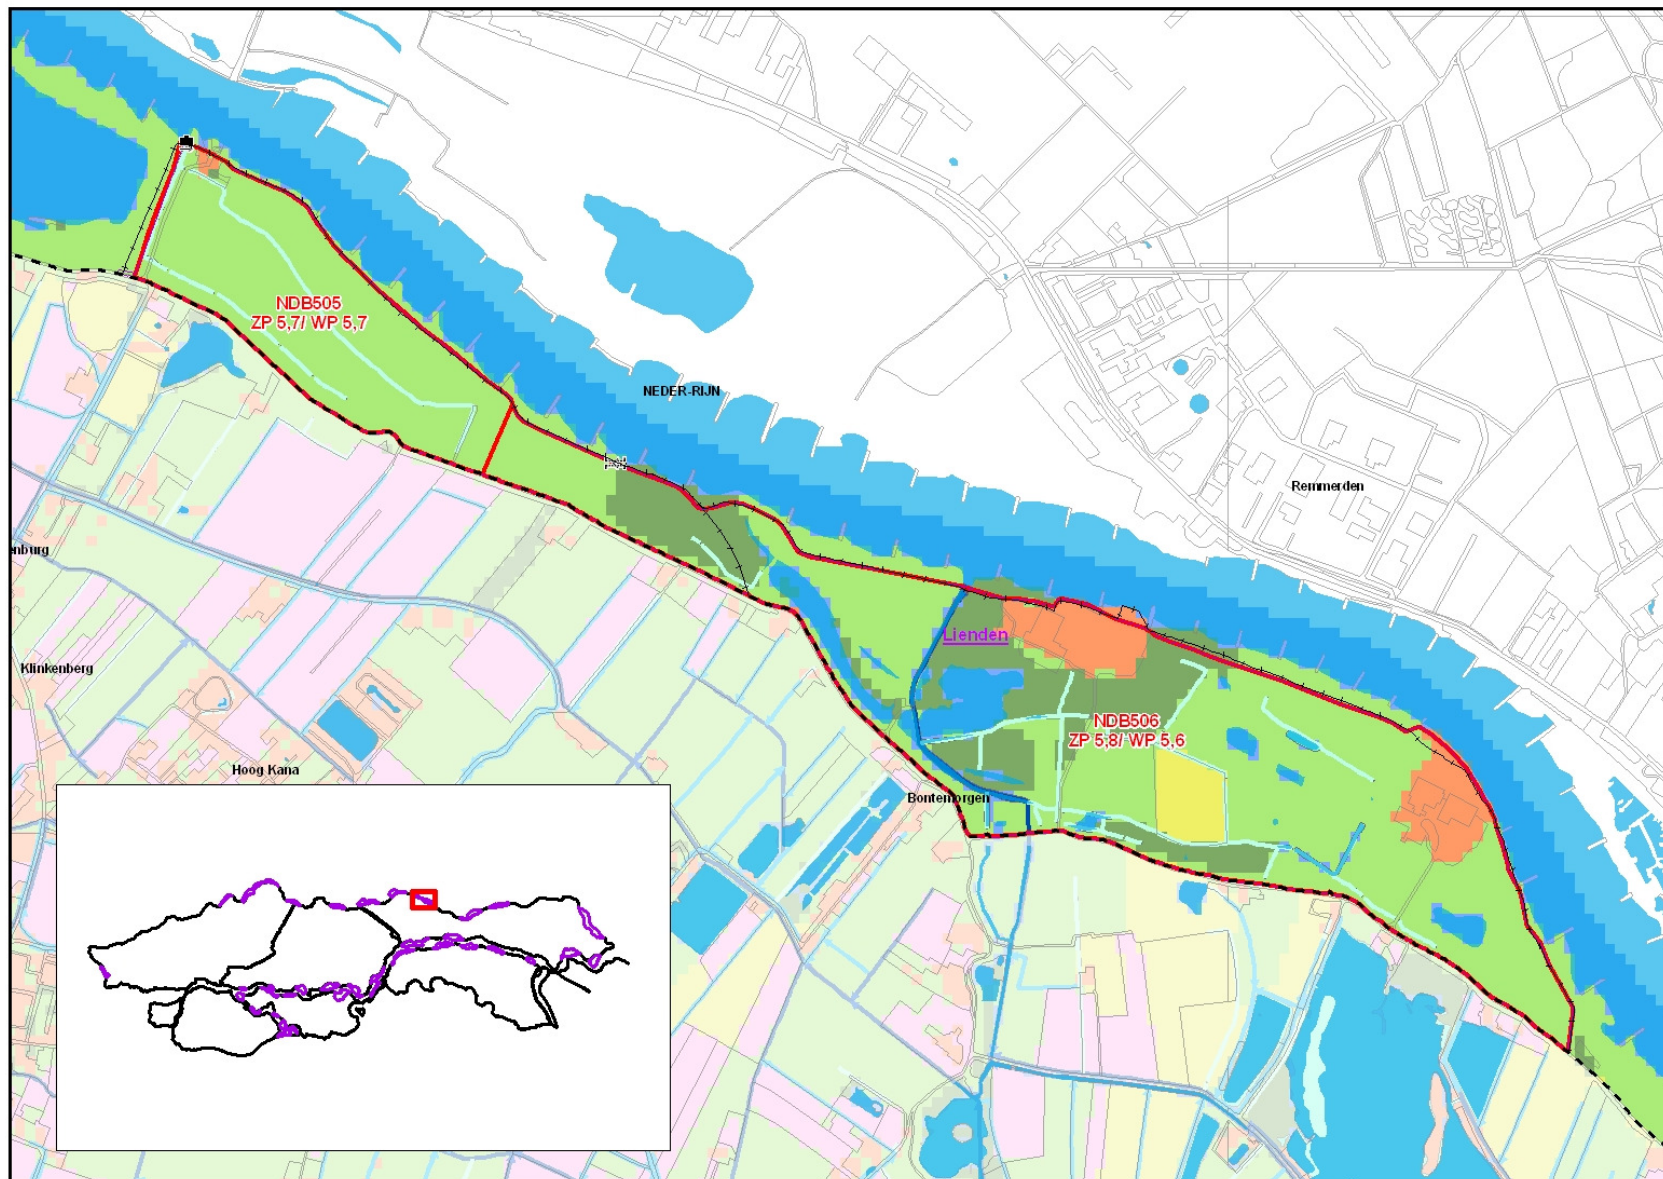 NDB505
ZP 5,7/ WP 5,7
NEDER-RIJN
Remmerden
enburg
Lienden
Klinkenberg
NDB506
ZP 5,8/ WP 5,6
Hoog Kana
Bontemorgen